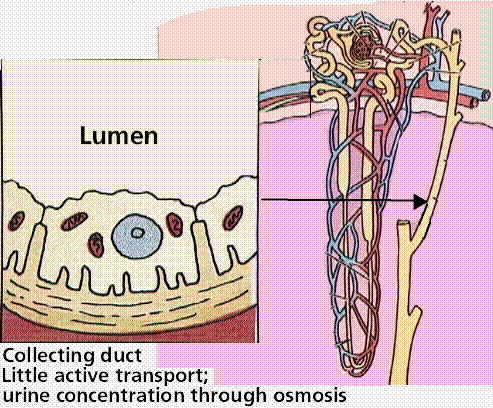 Lumen
Collecting duct
Little active transport;
urine concentration through osmosis